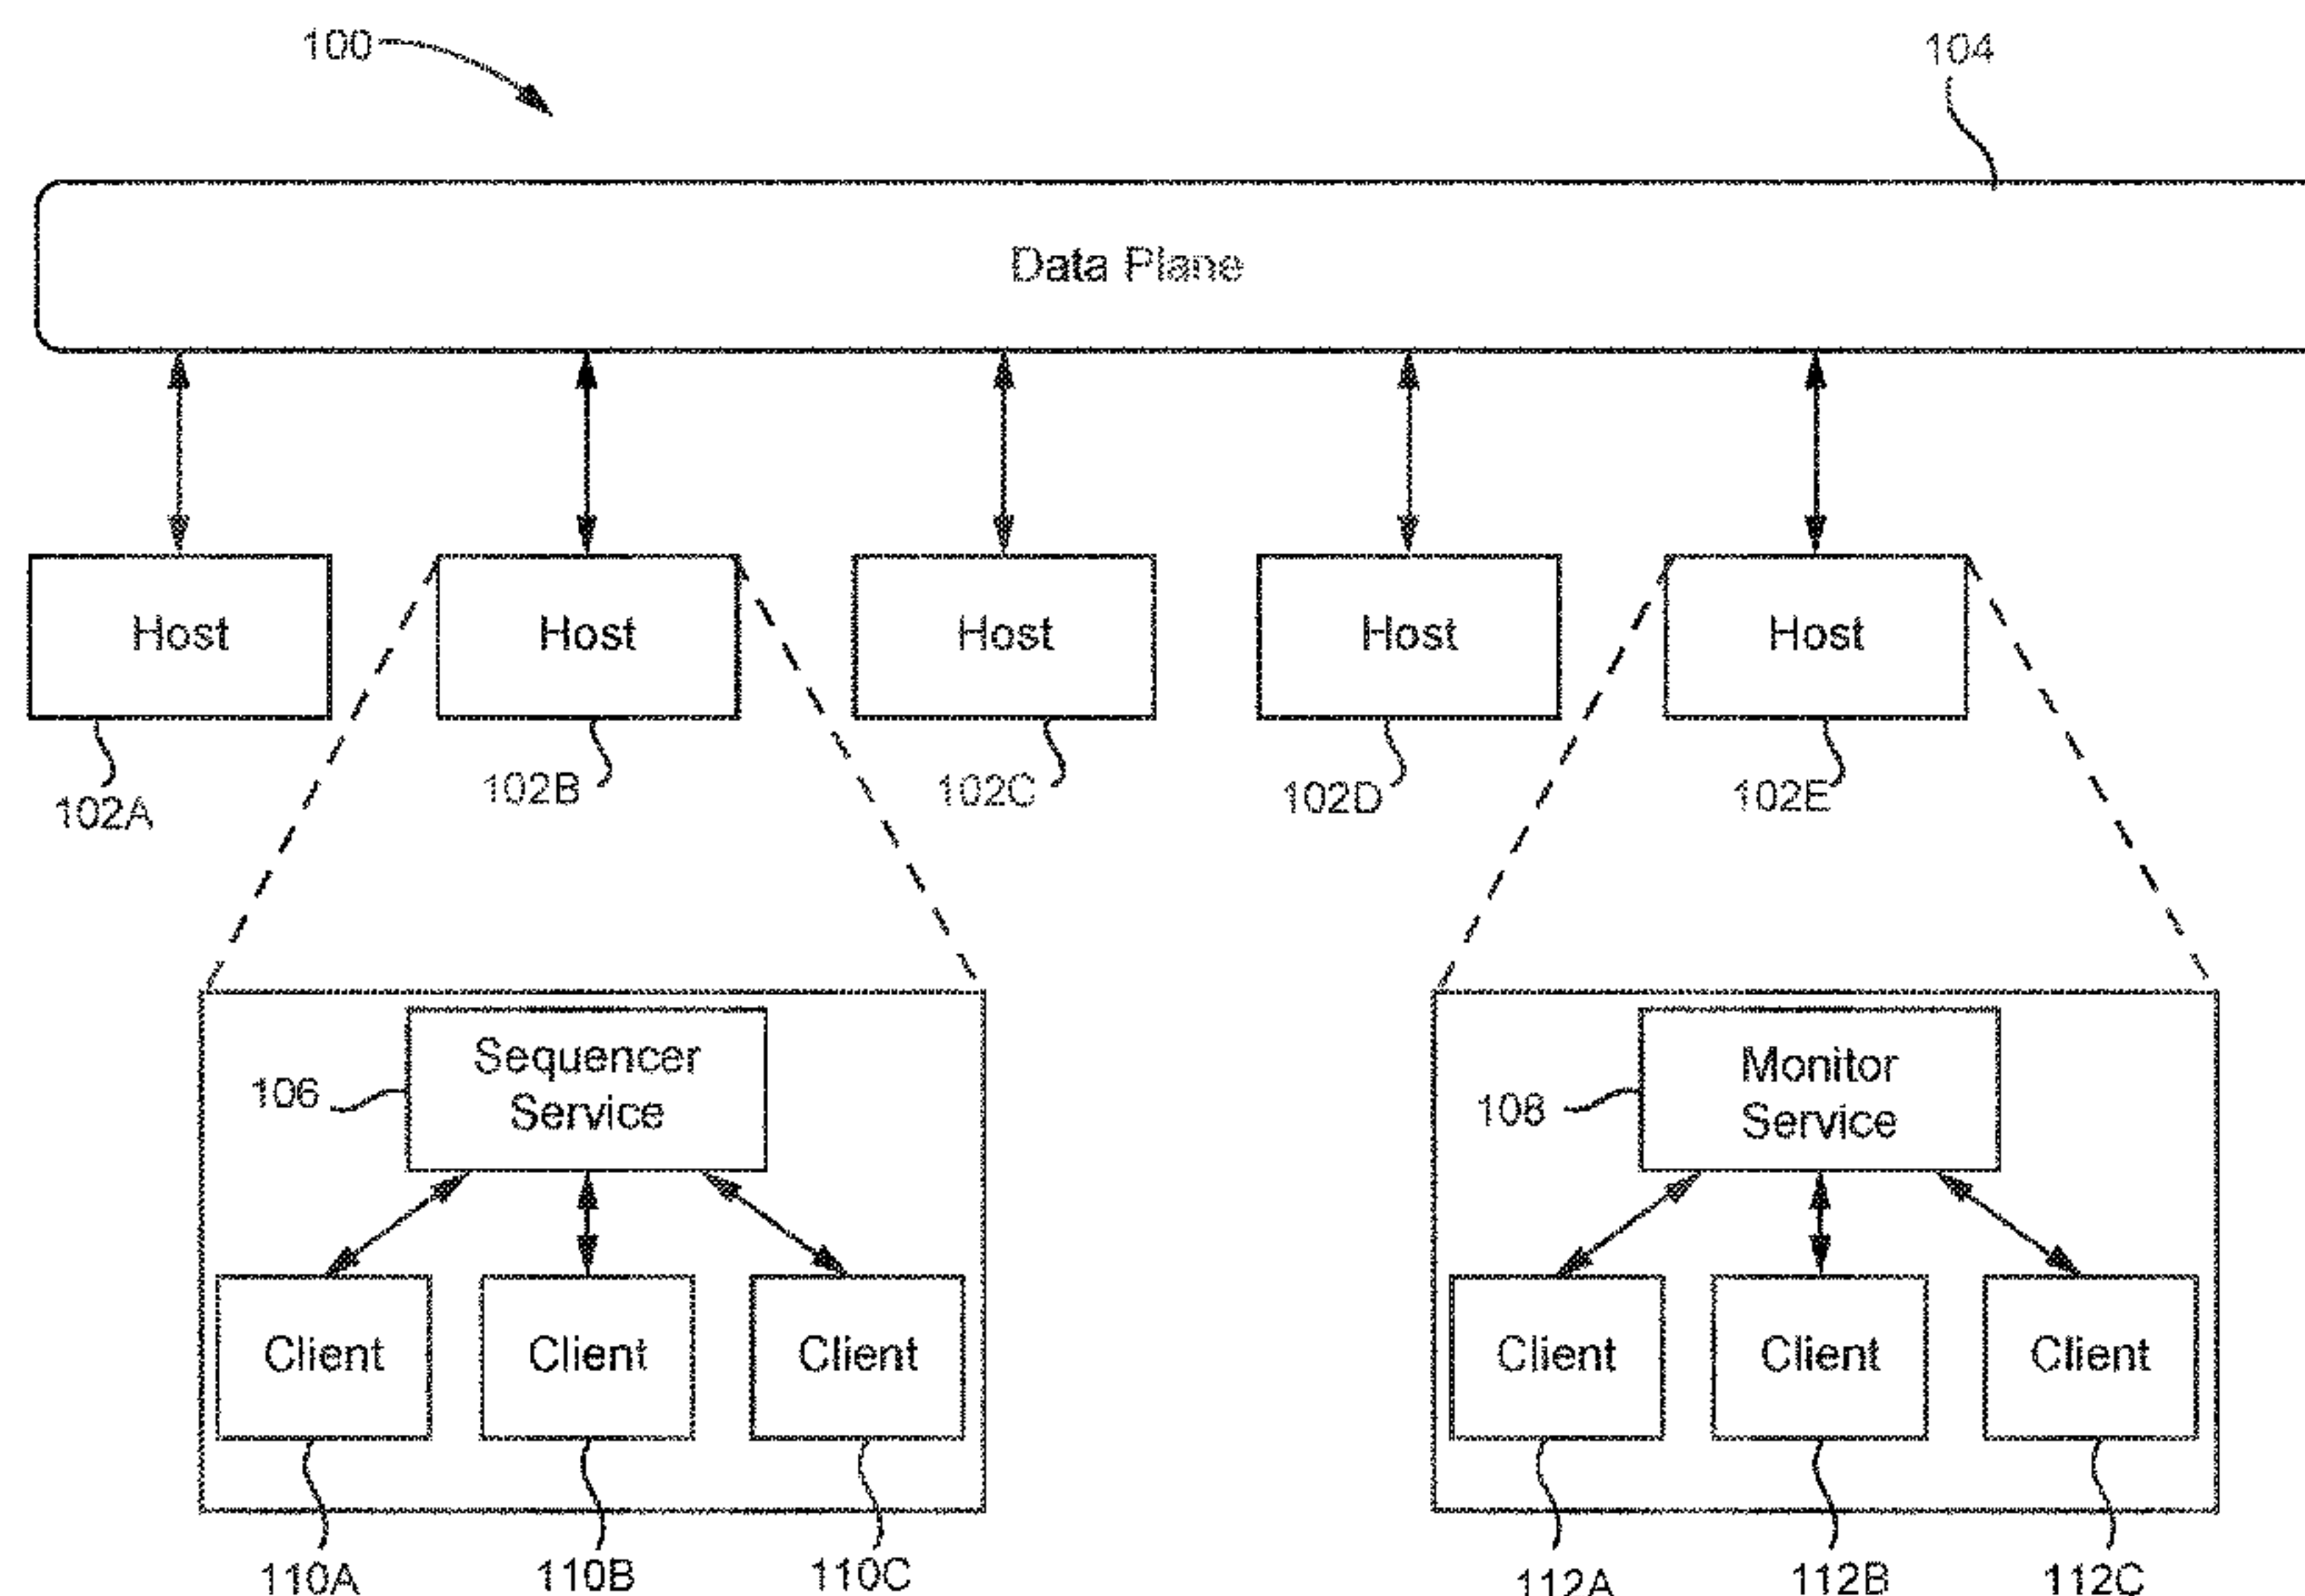 100
104
Data Plane
Host
Host
Host
Host
Host
102A
102B
102C
102D
102E
Sequencer
Service
106
Monitor
Service
108
Client
Client
Client
Client
Client
Client
110A
110B
110C
112A
112B
112C